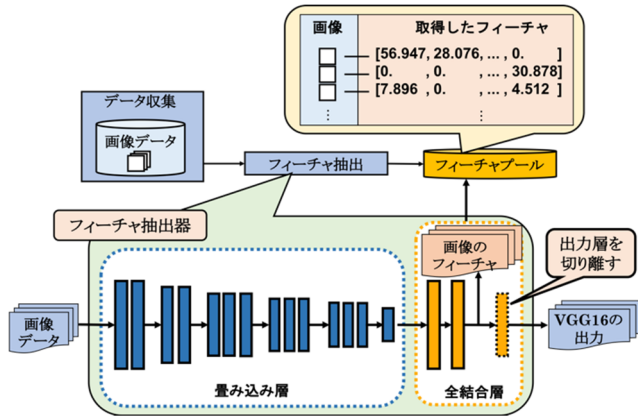 画像
取得したフィーチャ
[56.947, 28.076, ... , 0. ]
[0. , 0. , ... , 30.878]
[7.896 , 0. , ... , 4.512 ]
⋮
⋮
データ収集
画像データ
フィーチャ抽出
フィーチャプール
フィーチャ抽出器
画像の
フィーチャ
出力層を
切り離す
画像
データ
VGG16の
出力
畳み込み層
全結合層